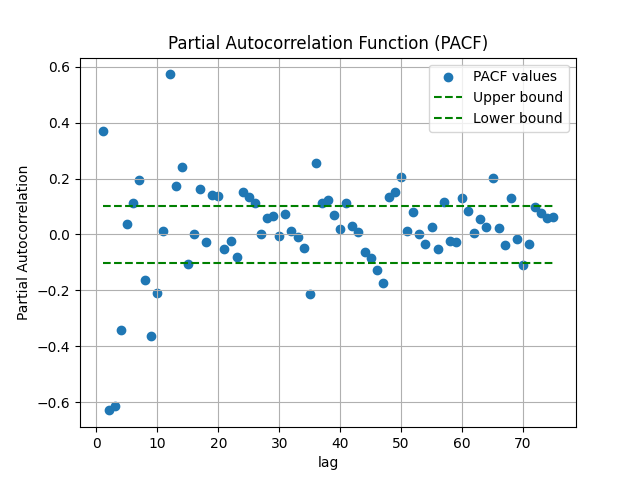 Partial Autocorrelation Function (PACF)
PACF values
Upper bound
Lower bound
0.6
0.4
0.2
0.0
−0.2
−0.4
−0.6
Partial Autocorrelation
0 10 20 30 40 50 60 70
lag